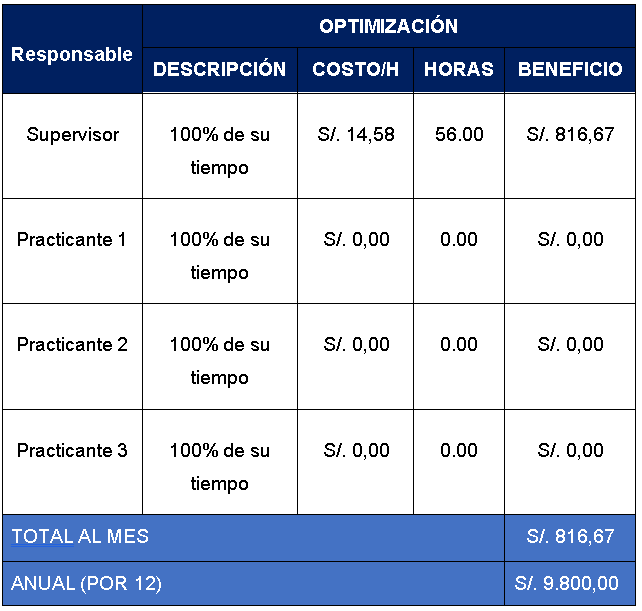 Responsable
OPTIMIZACIÓN
DESCRIPCIÓN COSTO/H HORAS BENEFICIO
Supervisor 100% de su tiempo S/. 14,58 56.00 S/. 816,67
Practicante 1 100% de su tiempo S/. 0,00 0.00 S/. 0,00
Practicante 2 100% de su tiempo S/. 0,00 0.00 S/. 0,00
Practicante 3 100% de su tiempo S/. 0,00 0.00 S/. 0,00
TOTAL AL MES S/. 816,67
ANUAL (POR 12) S/. 9.800,00